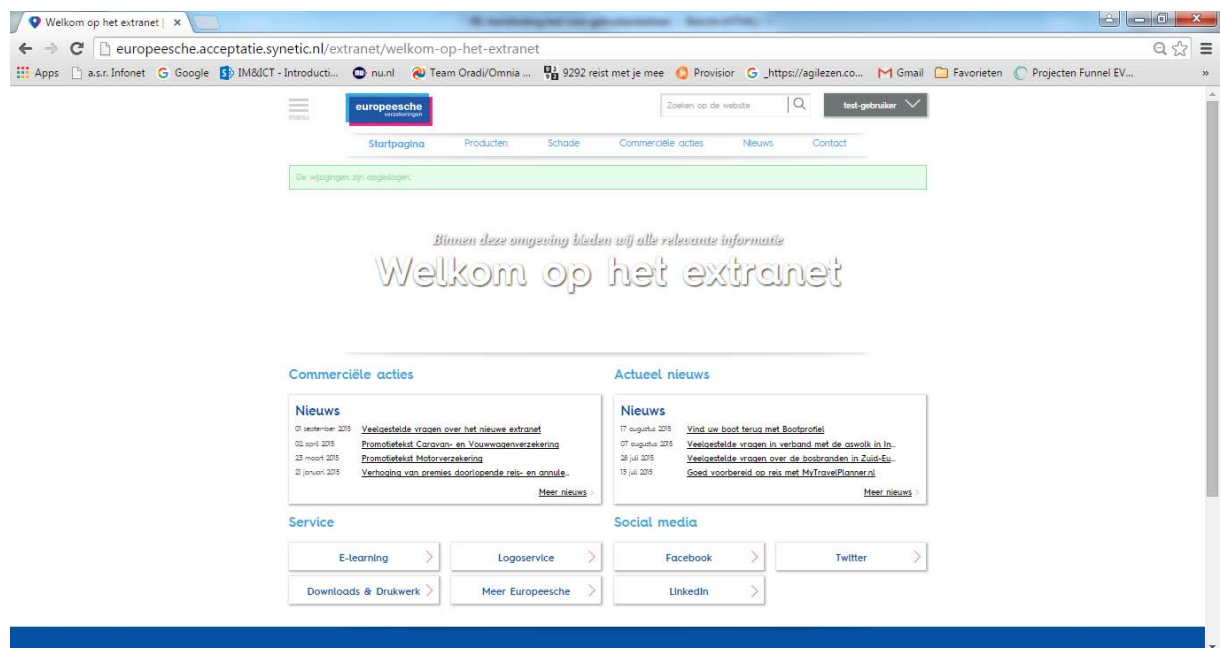 Welkom op het extranet |
europeesche.acceptatie.synetic.nl/extranet/welkom-op-het-extranet
Apps a.s.r. Infonet Google IM&ICT - Introducti... nu.nl Team Oradi/Omnia ... 9292 reist met je mee Provisior _https://agilezen.co... Gmail Favorieten Projecten Funnel EV... »
menu
europeesche
verzekeringen
Zoeken op de website
test-gebruiker
Startpagina Producten Schade Commerciële acties Nieuws Contact
De wijzigingen zijn opgeslagen.
Binnen deze omgeving bieden wij alle relevante informatie
Welkom op het extranet
Commerciële acties
Nieuws
01 september 2015 Veelgestelde vragen over het nieuwe extranet
02 april 2015 Promotietekst Caravan- en Vouwwagenverzekering
23 maart 2015 Promotietekst Motorverzekering
21 januari 2015 Verhoging van premies doorlopende reis- en annule..
Meer nieuws >
Actueel nieuws
Nieuws
17 augustus 2015 Vind uw boot terug met Bootprofiel
07 augustus 2015 Veelgestelde vragen in verband met de aswolk in In..
28 juli 2015 Veelgestelde vragen over de bosbranden in Zuid-Eu..
13 juli 2015 Goed voorbereid op reis met MyTravelPlanner.nl
Meer nieuws >
Service
E-learning
Logoservice
Downloads & Drukwerk
Meer Europeesche
Social media
Facebook
Twitter
LinkedIn